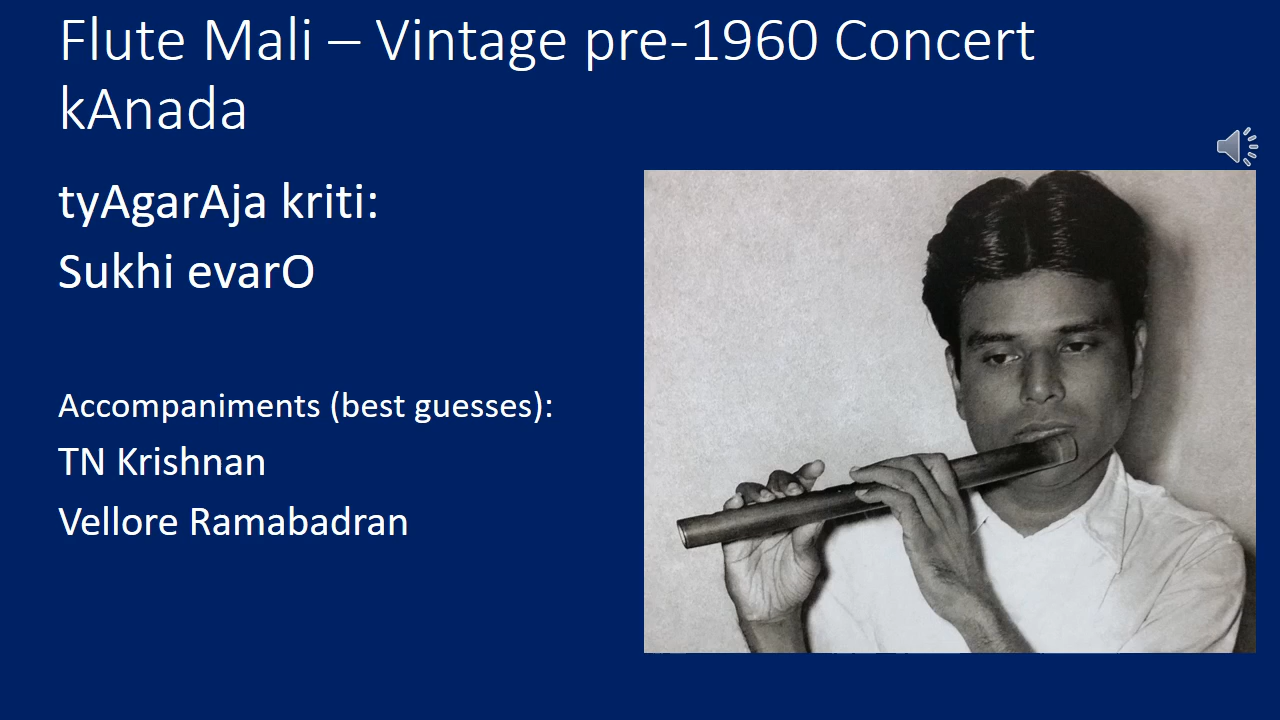 Flute Mali – Vintage pre-1960 Concert
kAnada
tyAgarAja kriti:
Sukhi evarO
Accompaniments (best guesses):
TN Krishnan
Vellore Ramabadran